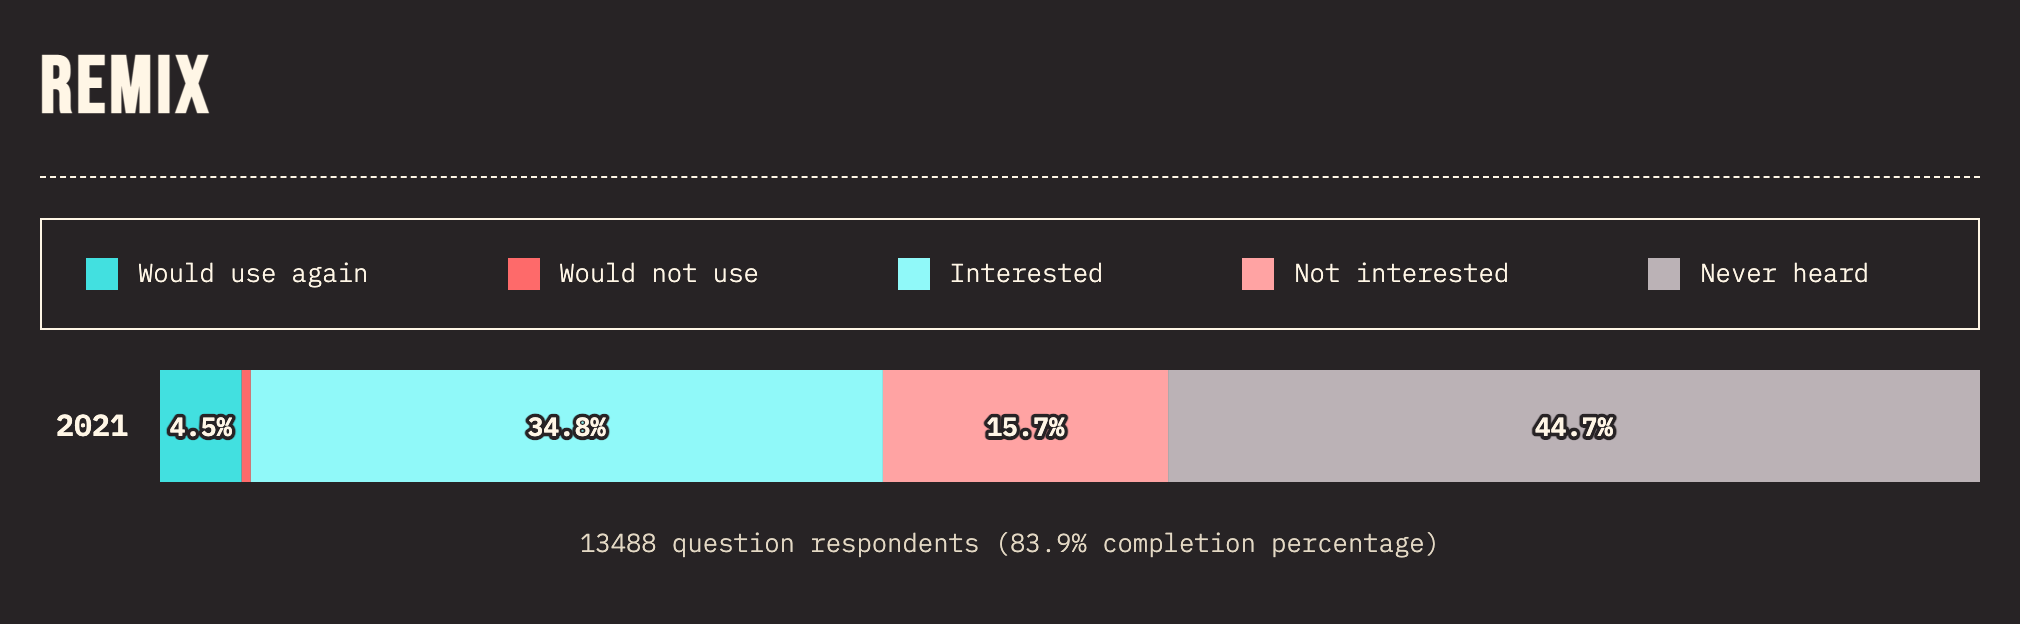 REMIX
Would use again Would not use Interested Not interested Never heard
2021 4.5% 34.8% 15.7% 44.7%
13488 question respondents (83.9% completion percentage)